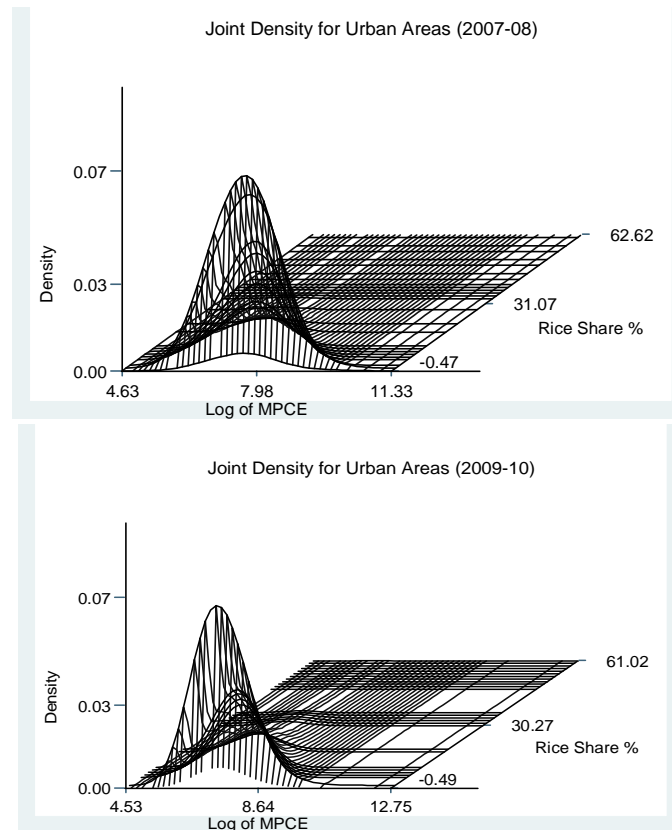 Joint Density for Urban Areas (2007-08)
0.07
62.62
Density
0.03
31.07
Rice Share %
-0.47
0.00
4.63 7.98 11.33
Log of MPCE
Joint Density for Urban Areas (2009-10)
0.07
61.02
Density
0.03
30.27
Rice Share %
-0.49
0.00
4.53 8.64 12.75
Log of MPCE